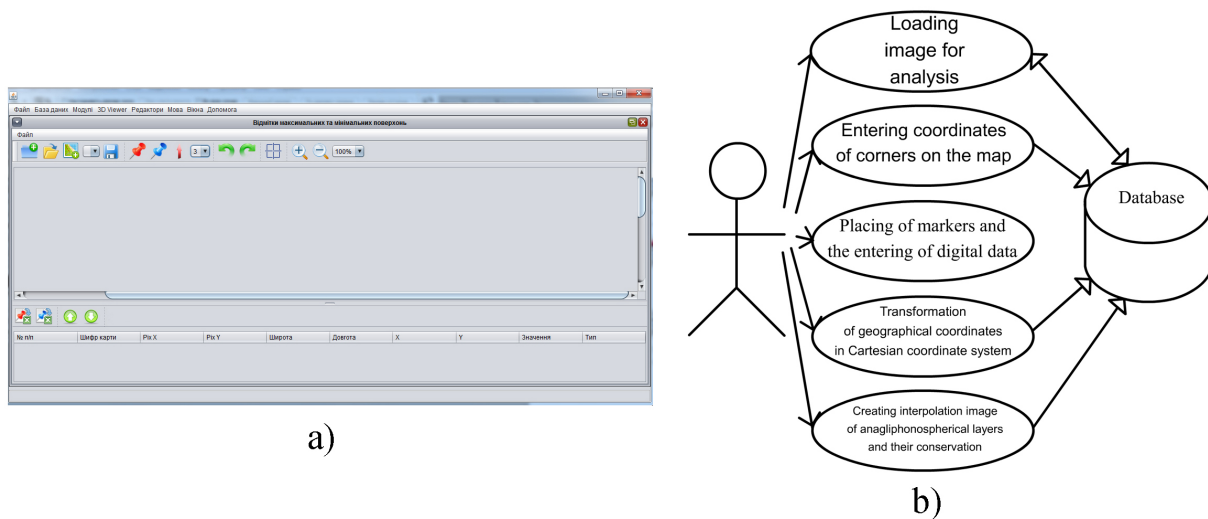 Файл База даних Модулі 3D Viewer Редактори Мова Вікна Допомога
Відмітки максимальних та мінімальних поверхонь
Файл
3
100%
№ п/п Шифр карти Pix X Pix Y Широта Довгота X Y Значення Тип
a)
Loading
image for
analysis
Entering coordinates
of corners on the map
Placing of markers and
the entering of digital data
Transformation
of geographical coordinates
in Cartesian coordinate system
Creating interpolation image
of anagliphonospherical layers
and their conservation
Database
b)